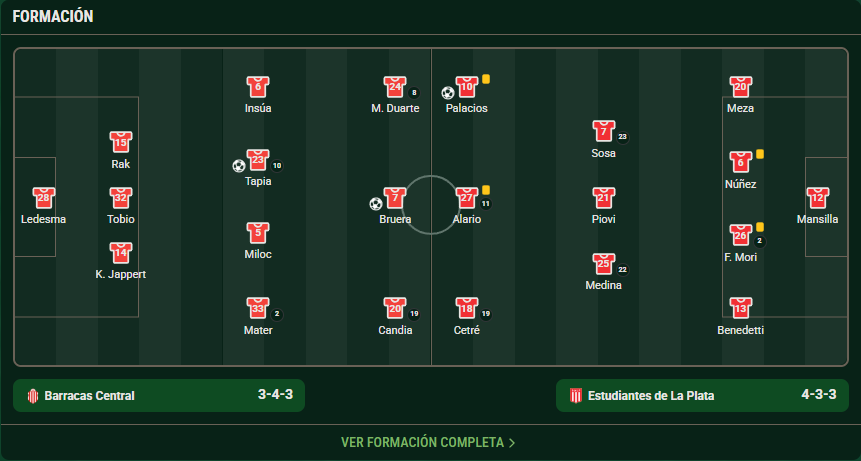 FORMACIÓN
28
Ledesma
15
Rak
32
Tobio
14
K. Jappert
6
Insúa
23
10
Tapia
5
Miloc
33
2
Mater
24
8
M. Duarte
7
Bruera
20
19
Candia
10
Palacios
27
11
Alario
18
19
Cetré
7
23
Sosa
21
Piovi
25
22
Medina
20
Meza
6
Núñez
26
2
F. Mori
13
Benedetti
12
Mansilla
Barracas Central 3-4-3
Estudiantes de La Plata 4-3-3
VER FORMACIÓN COMPLETA >